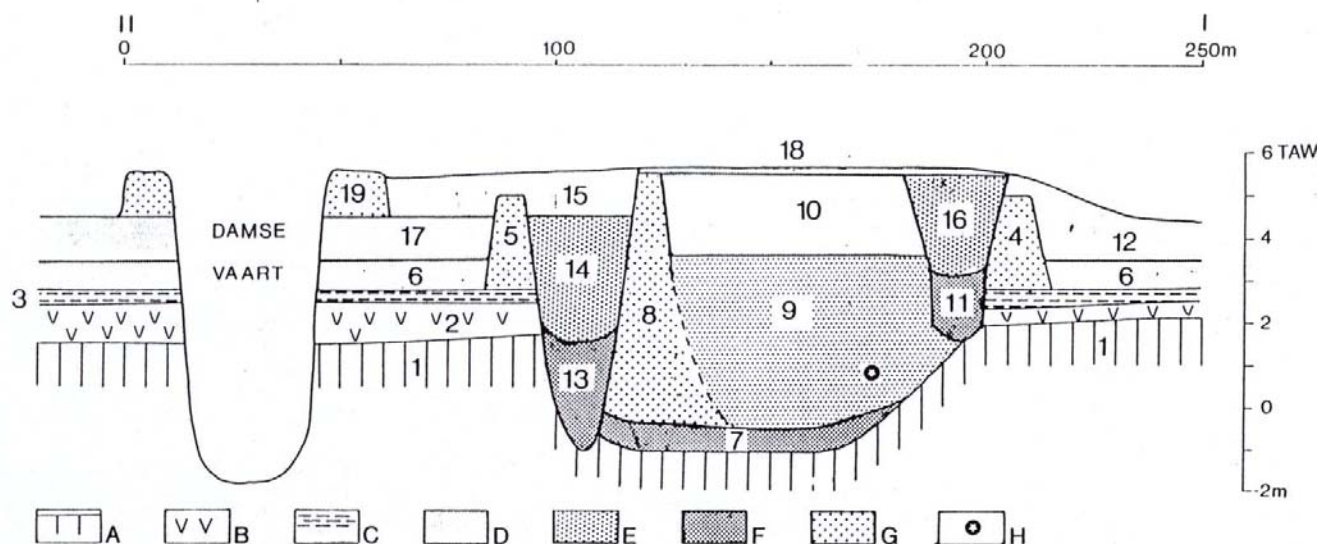 II I
0 100 200 250m
18 6 TAW
19 15
5 10 16 4
DAMSE 17 12 4
14
VAART 6 6
3 9 11
2 8 2
1 1
13
0
7
-2m
A B C D E F G H